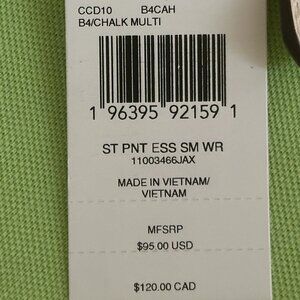 CCD10 B4CAH
B4/CHALK MULTI
1 96395 92159 1
ST PNT ESS SM WR
11003466JAX
MADE IN VIETNAM/
VIETNAM
MFSRP
$95.00 USD
$120.00 CAD